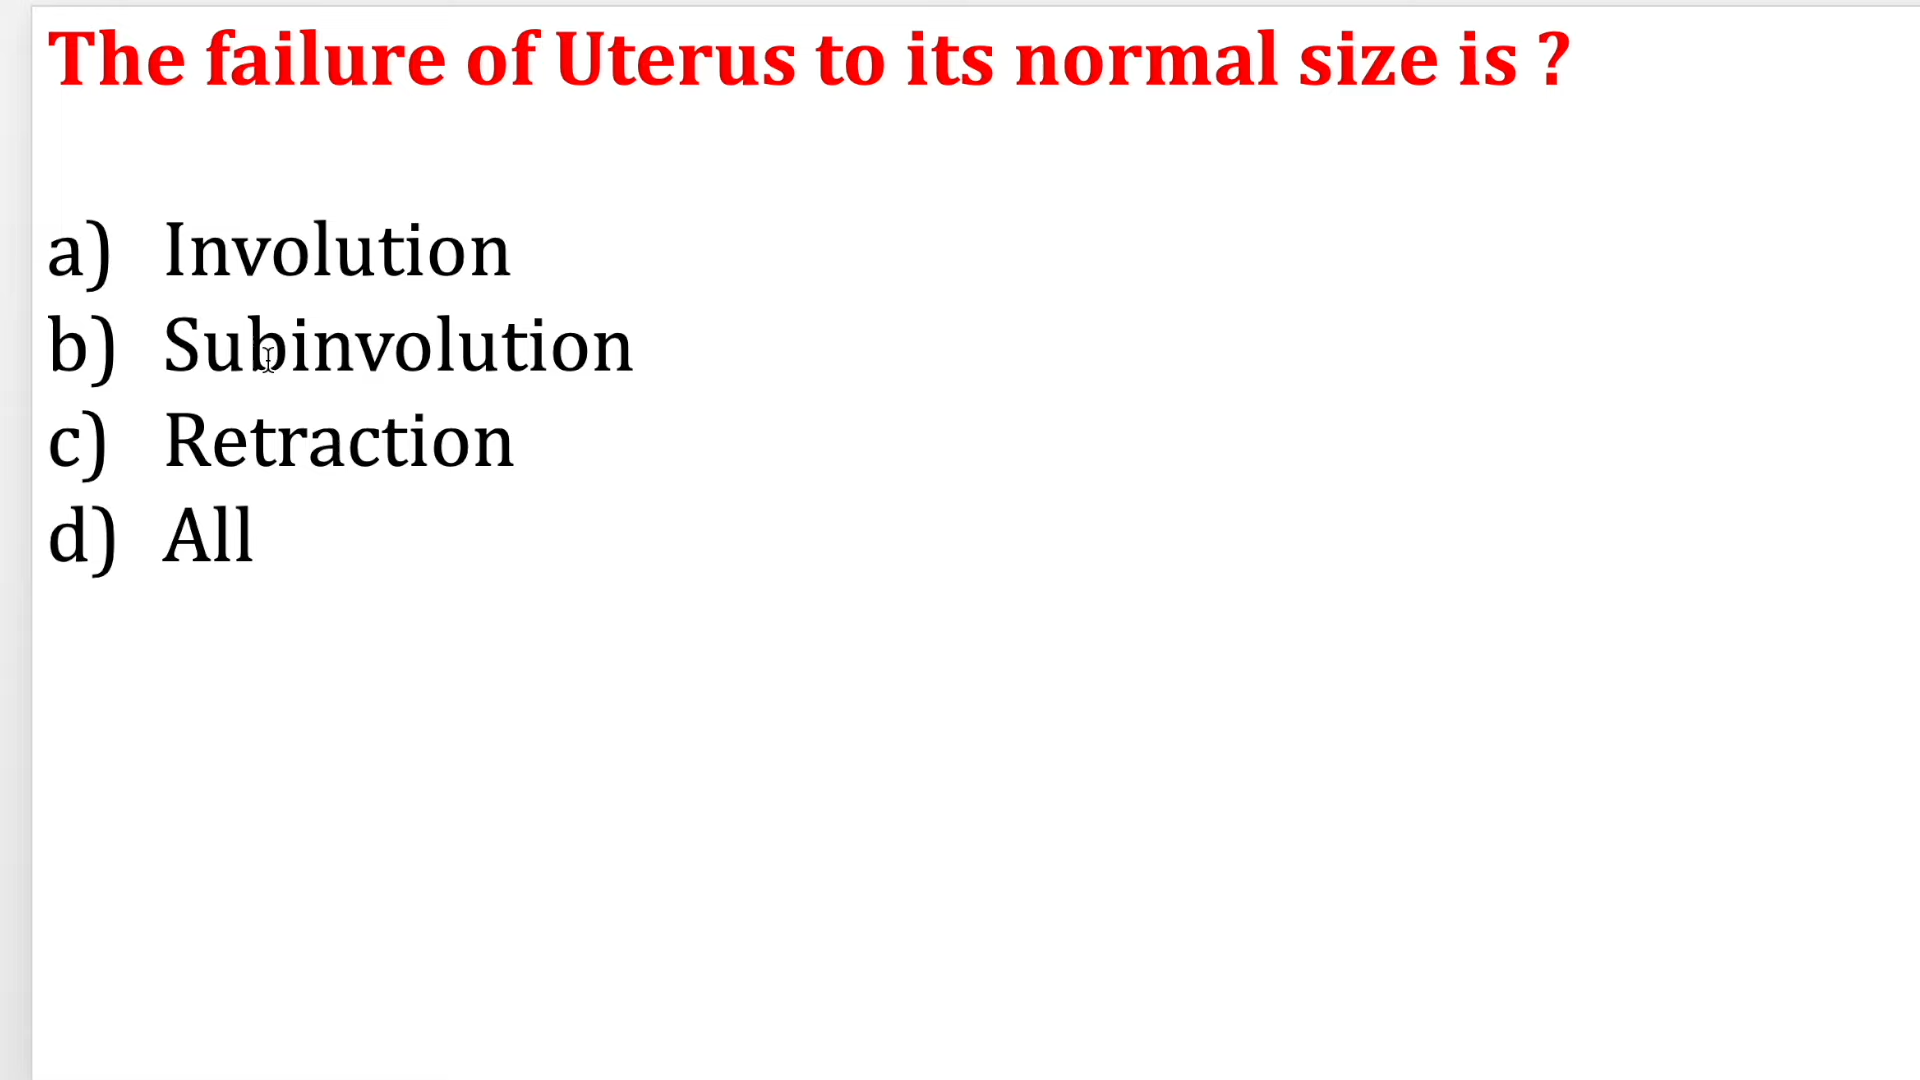 The failure of Uterus to its normal size is ?
a) Involution
b) Subinvolution
c) Retraction
d) All